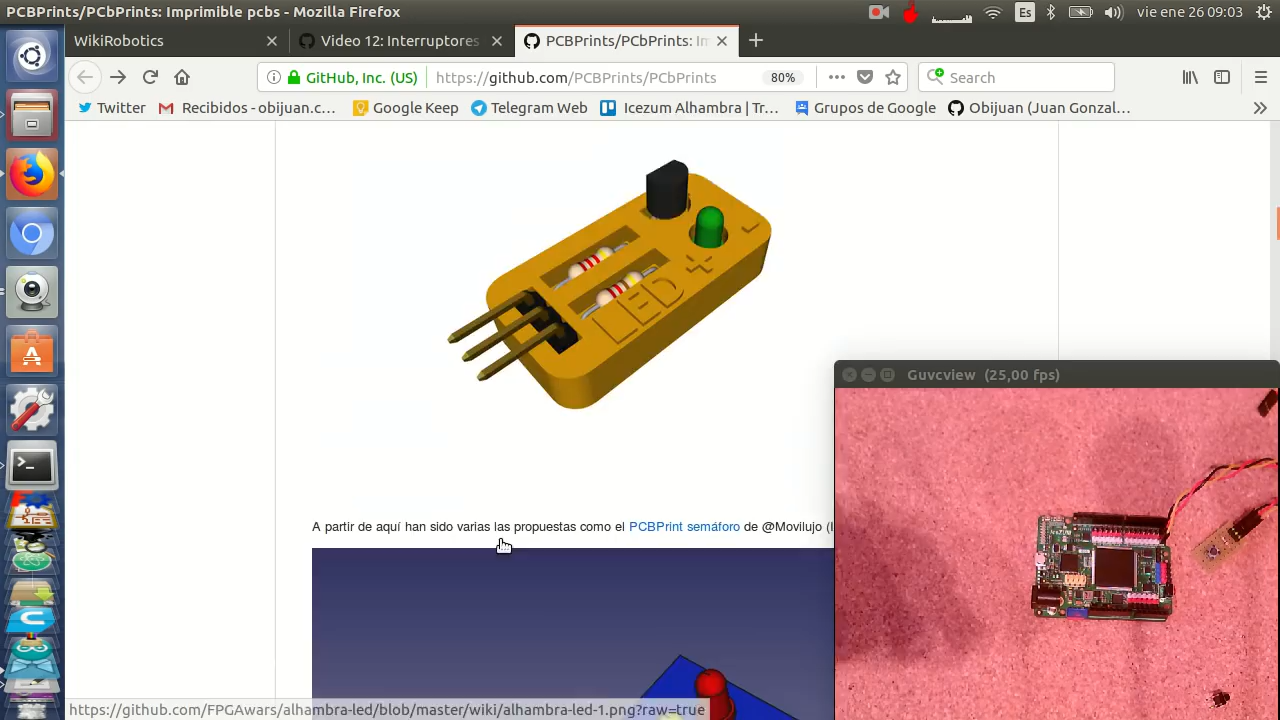 PCBPrints/PCbPrints: Imprimible pcbs - Mozilla Firefox
Es
vie ene 26 09:03
WikiRobotics
Video 12: Interruptores
PCBPrints/PCbPrints: Im
GitHub, Inc. (US)
https://github.com/PCBPrints/PCbPrints
80%
Search
Twitter
Recibidos - obijuan.c…
Google Keep
Telegram Web
Icezum Alhambra | Tr…
Grupos de Google
Obijuan (Juan Gonzal…
LED
+
-
Guvcview (25,00 fps)
A partir de aquí han sido varias las propuestas como el PCBPrint semáforo de @Movilujo (
https://github.com/FPGAwars/alhambra-led/blob/master/wiki/alhambra-led-1.png?raw=true